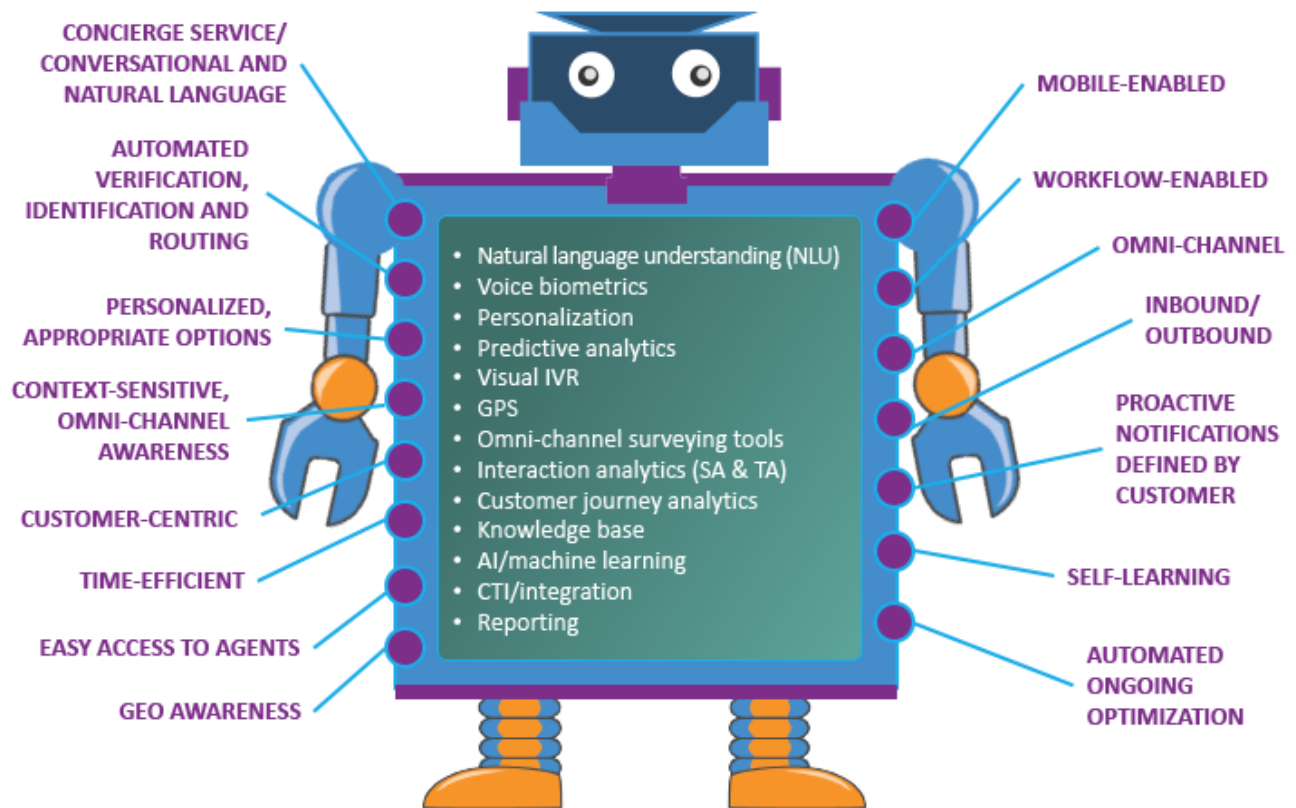 CONCIERGE SERVICE/
CONVERSATIONAL AND
NATURAL LANGUAGE
AUTOMATED
VERIFICATION,
IDENTIFICATION AND
ROUTING
PERSONALIZED,
APPROPRIATE OPTIONS
CONTEXT-SENSITIVE,
OMNI-CHANNEL
AWARENESS
CUSTOMER-CENTRIC
TIME-EFFICIENT
EASY ACCESS TO AGENTS
GEO AWARENESS
• Natural language understanding (NLU)
• Voice biometrics
• Personalization
• Predictive analytics
• Visual IVR
• GPS
• Omni-channel surveying tools
• Interaction analytics (SA & TA)
• Customer journey analytics
• Knowledge base
• AI/machine learning
• CTI/integration
• Reporting
MOBILE-ENABLED
WORKFLOW-ENABLED
OMNI-CHANNEL
INBOUND/
OUTBOUND
PROACTIVE
NOTIFICATIONS
DEFINED BY
CUSTOMER
SELF-LEARNING
AUTOMATED
ONGOING
OPTIMIZATION